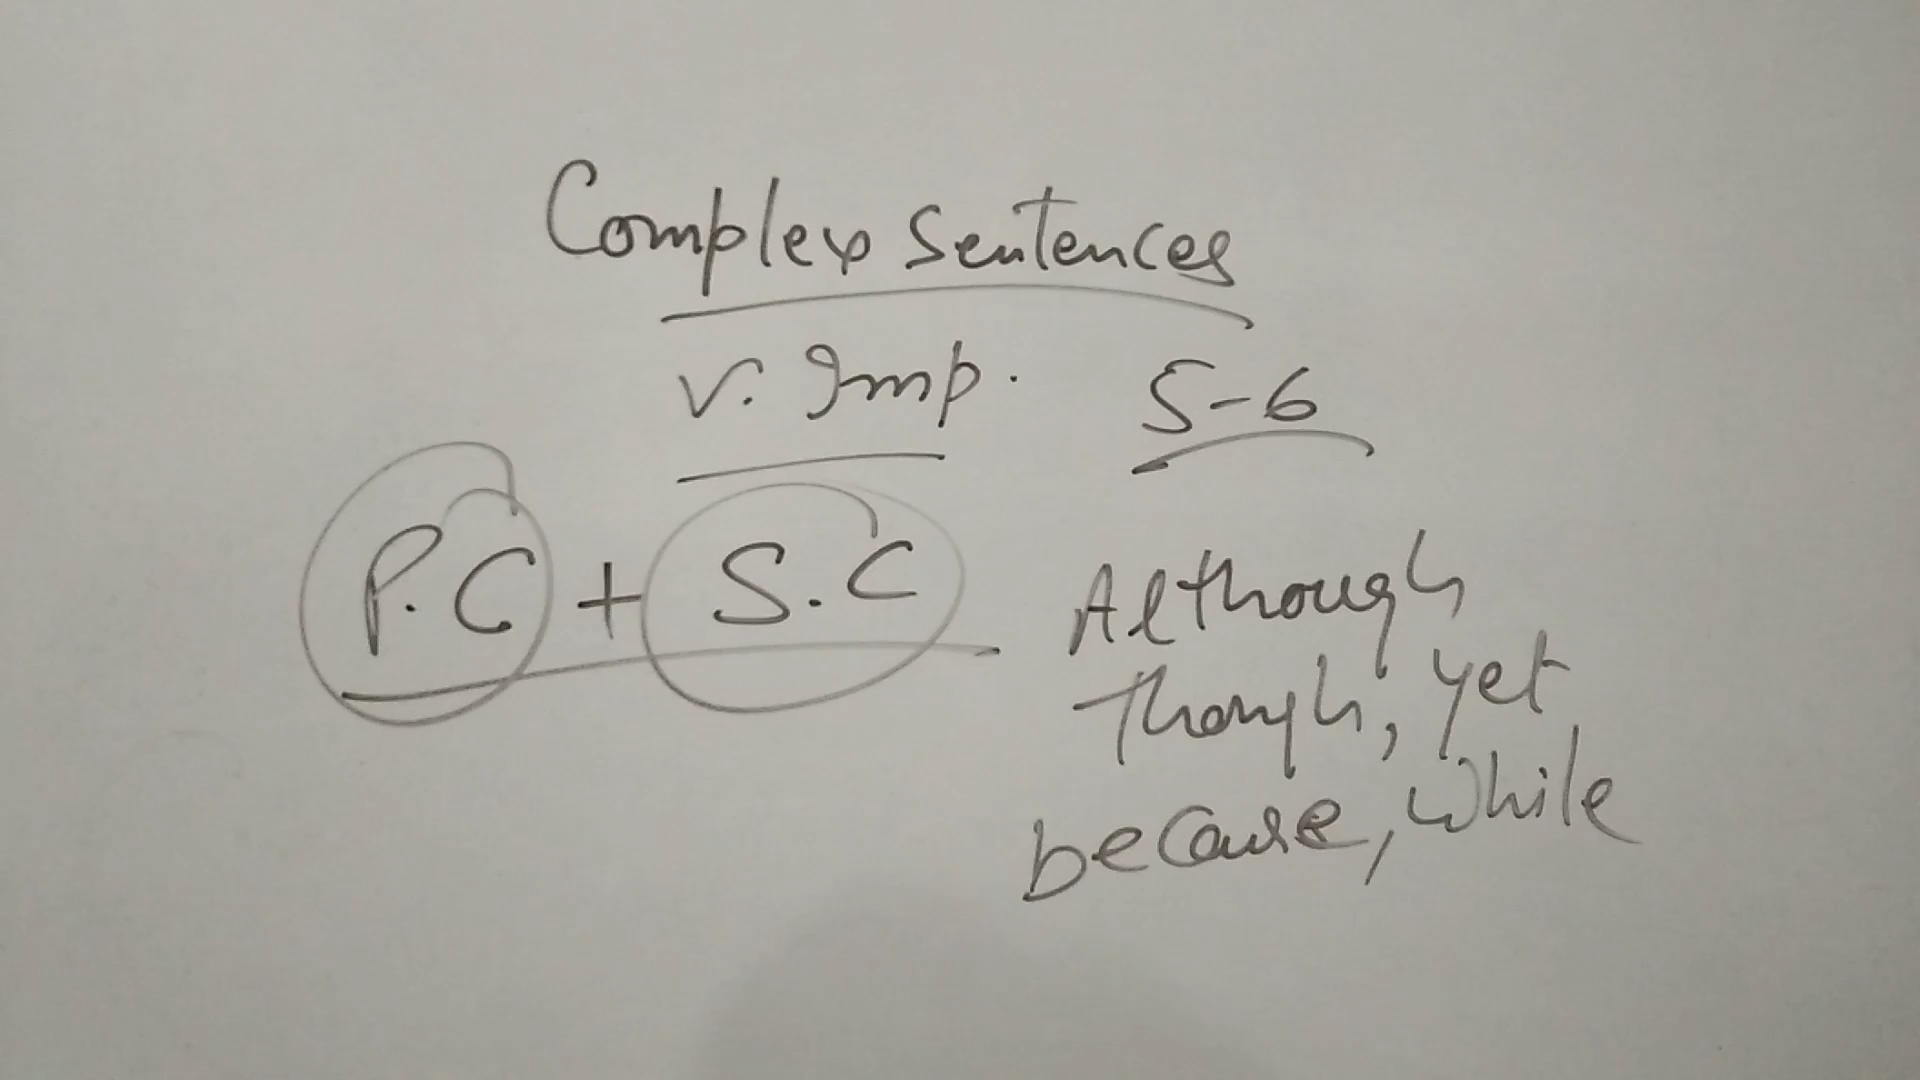 Complex Sentences
V. Imp. 5-6
P.C + S.C
Although
though, yet
because, while